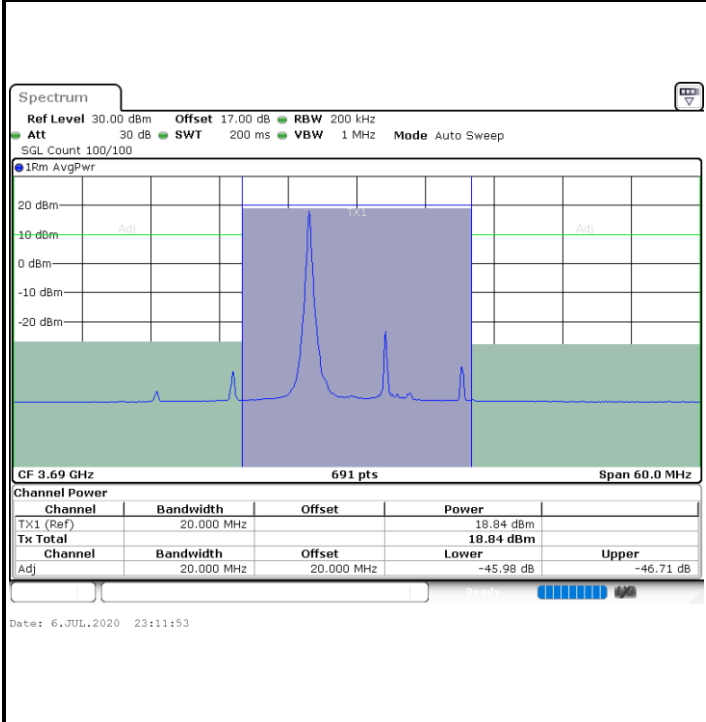 Spectrum
Ref Level 30.00 dBm Offset 17.00 dB RBW 200 kHz
Att 30 dB SWT 200 ms VBW 1 MHz Mode Auto Sweep
SGL Count 100/100
1Rm AvgPwr
20 dBm
TX1
Adj Adj
10 dBm
0 dBm
-10 dBm
-20 dBm
CF 3.69 GHz 691 pts Span 60.0 MHz
Channel Power
Channel Bandwidth Offset Power
TX1 (Ref) 20.000 MHz 18.84 dBm
Tx Total 18.84 dBm
Channel Bandwidth Offset Lower Upper
Adj 20.000 MHz 20.000 MHz -45.98 dB -46.71 dB
Ready
Date: 6.JUL.2020 23:11:53